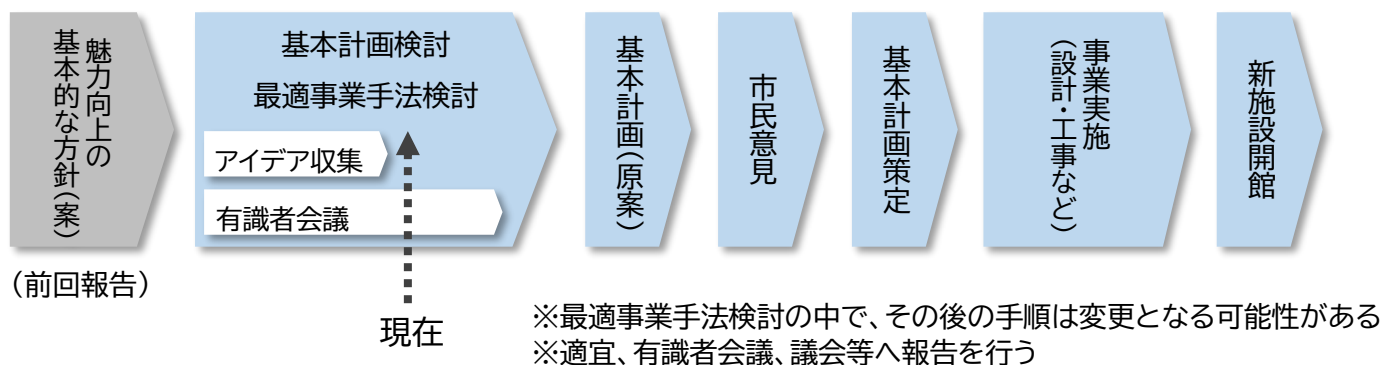 魅力向上の
基本的な方針(案)
(前回報告)
基本計画検討
最適事業手法検討
アイデア収集
有識者会議
現在
基本計画(原案)
市民意見
基本計画策定
事業実施
(設計・工事など)
新施設開館
※最適事業手法検討の中で、その後の手順は変更となる可能性がある
※適宜、有識者会議、議会等へ報告を行う